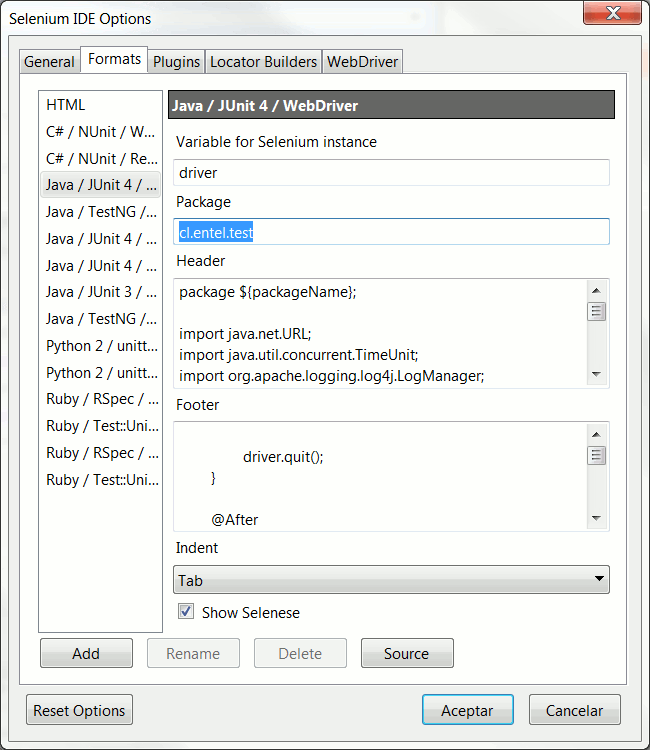 Selenium IDE Options
General
Formats
Plugins
Locator Builders
WebDriver
HTML
C# / NUnit / W...
C# / NUnit / Re...
Java / JUnit 4 / ...
Java / TestNG /...
Java / JUnit 4 / ...
Java / JUnit 4 / ...
Java / JUnit 3 / ...
Java / TestNG /...
Python 2 / unitt...
Python 2 / unitt...
Ruby / RSpec / ...
Ruby / Test::Uni...
Ruby / RSpec / ...
Ruby / Test::Uni...
Java / JUnit 4 / WebDriver
Variable for Selenium instance
driver
Package
cl.entel.test
Header
package ${packageName};
import java.net.URL;
import java.util.concurrent.TimeUnit;
import org.apache.logging.log4j.LogManager;
Footer
driver.quit();
}
@After
Indent
Tab
Show Selenese
Add
Rename
Delete
Source
Reset Options
Aceptar
Cancelar